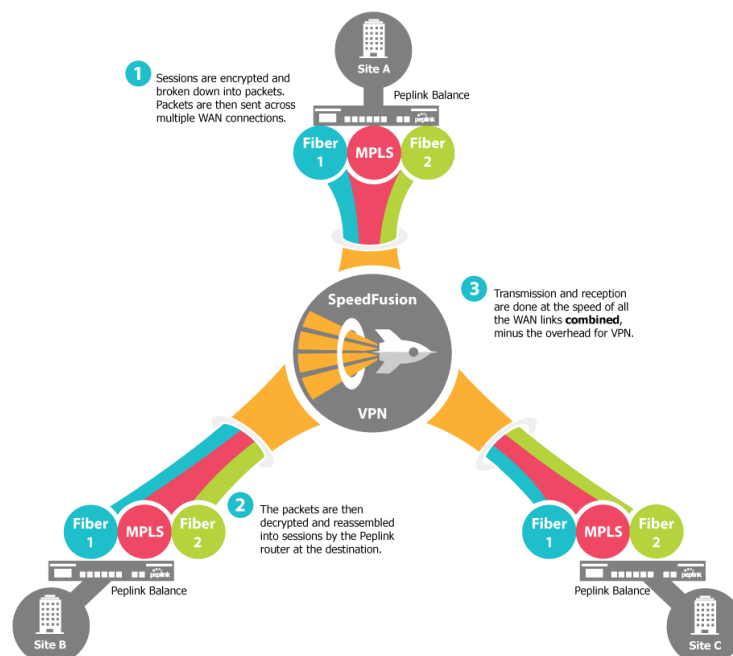 Site A
Peplink Balance
peplink
1
Sessions are encrypted and
broken down into packets.
Packets are then sent across
multiple WAN connections.
Fiber
1
MPLS
Fiber
2
SpeedFusion
VPN
3
Transmission and reception
are done at the speed of all
the WAN links combined,
minus the overhead for VPN.
Fiber
1
MPLS
Fiber
2
2
The packets are then
decrypted and reassembled
into sessions by the Peplink
router at the destination.
peplink
Peplink Balance
Site B
Fiber
1
MPLS
Fiber
2
peplink
Peplink Balance
Site C